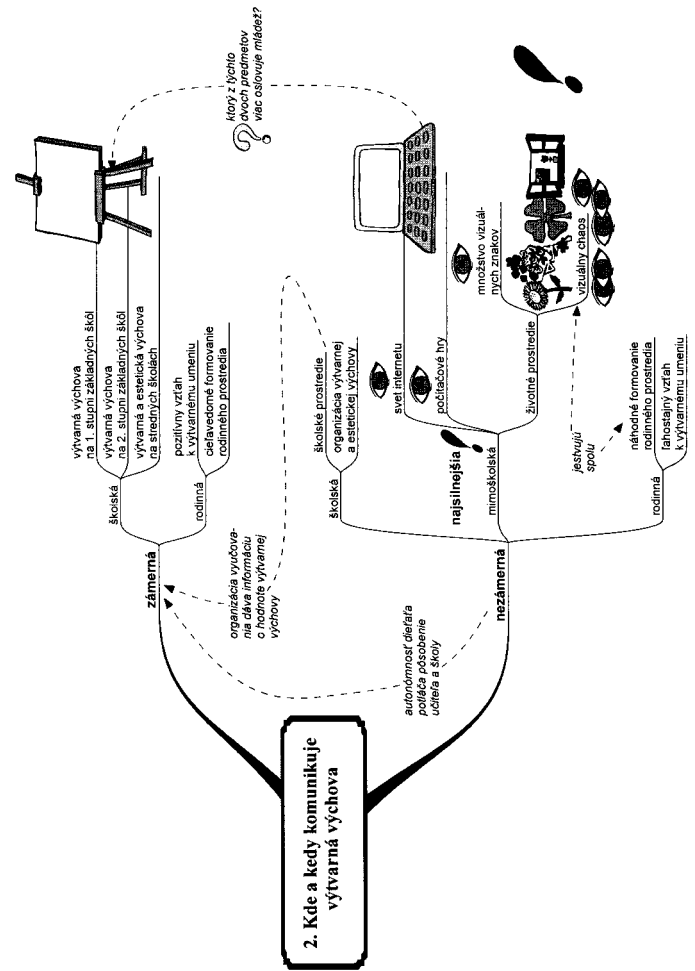 2. Kde a kedy komunikuje
výtvarná výchova
zámerná
školská
výtvarná výchova
na 1. stupni základných škôl
výtvarná výchova
na 2. stupni základných škôl
výtvarná a estetická výchova
na stredných školách
rodinná
pozitívny vzťah
k výtvarnému umeniu
cieľavedomé formovanie
rodinného prostredia
ktorý z týchto
dvoch predmetov
viac oslovuje mládež?
organizácia vyučova-
nia dáva informáciu
o hodnote výtvarnej
výchovy
autonómnosť dieťaťa
potláča pôsobenie
učiteľa a školy
nezámerná
školská
školské prostredie
organizácia výtvarnej
a estetickej výchovy
najsilnejšia
mimoškolská
svet internetu
počítačové hry
životné prostredie
množstvo vizuál-
nych znakov
vizuálny chaos
jestvujú
spolu
rodinná
náhodné formovanie
rodinného prostredia
ľahostajný vzťah
k výtvarnému umeniu